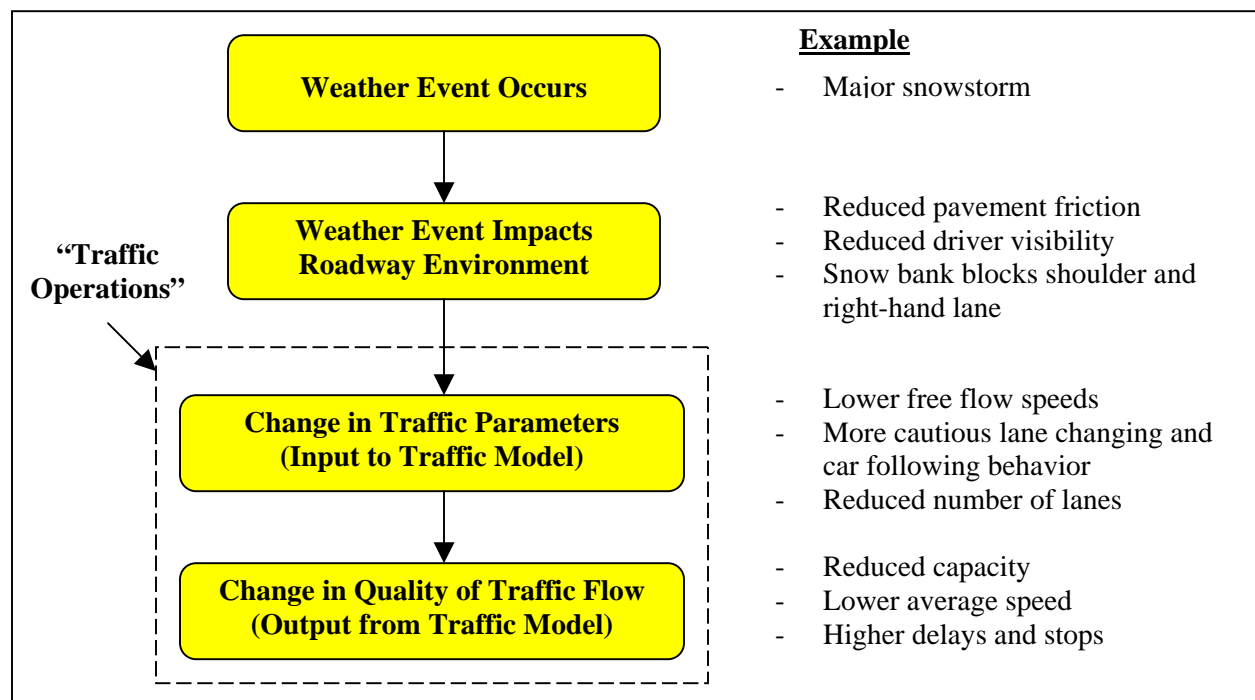 Example
Weather Event Occurs
- Major snowstorm
Weather Event Impacts
Roadway Environment
- Reduced pavement friction
- Reduced driver visibility
- Snow bank blocks shoulder and
right-hand lane
“Traffic
Operations”
Change in Traffic Parameters
(Input to Traffic Model)
- Lower free flow speeds
- More cautious lane changing and
car following behavior
- Reduced number of lanes
Change in Quality of Traffic Flow
(Output from Traffic Model)
- Reduced capacity
- Lower average speed
- Higher delays and stops